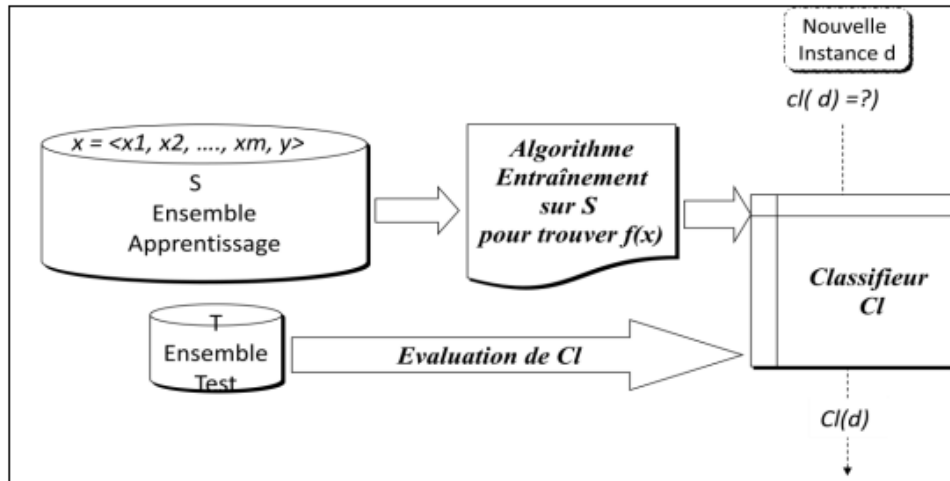 Nouvelle
Instance d
cl( d) =?)
x = <x1, x2, ...., xm, y>
S
Ensemble
Apprentissage
Algorithme
Entraînement
sur S
pour trouver f(x)
Classifieur
Cl
T
Ensemble
Test
Evaluation de Cl
Cl(d)